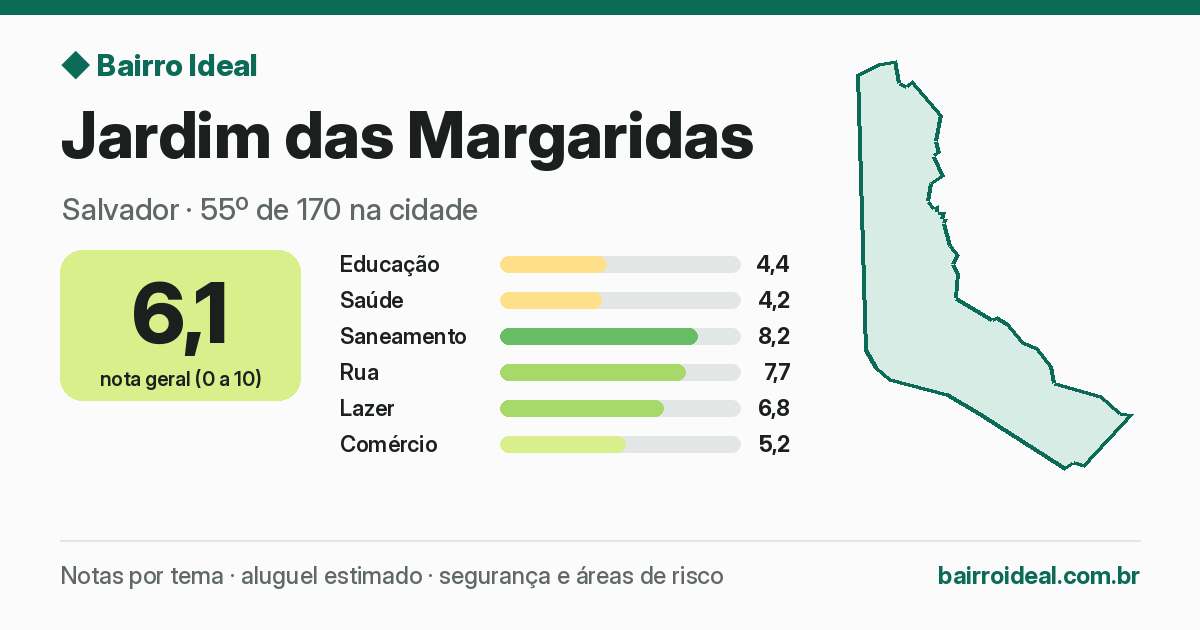 Bairro Ideal
Jardim das Margaridas
Salvador · 55º de 170 na cidade
6,1
nota geral (0 a 10)
Educação 4,4
Saúde 4,2
Saneamento 8,2
Rua 7,7
Lazer 6,8
Comércio 5,2
Notas por tema · aluguel estimado · segurança e áreas de risco
bairroideal.com.br